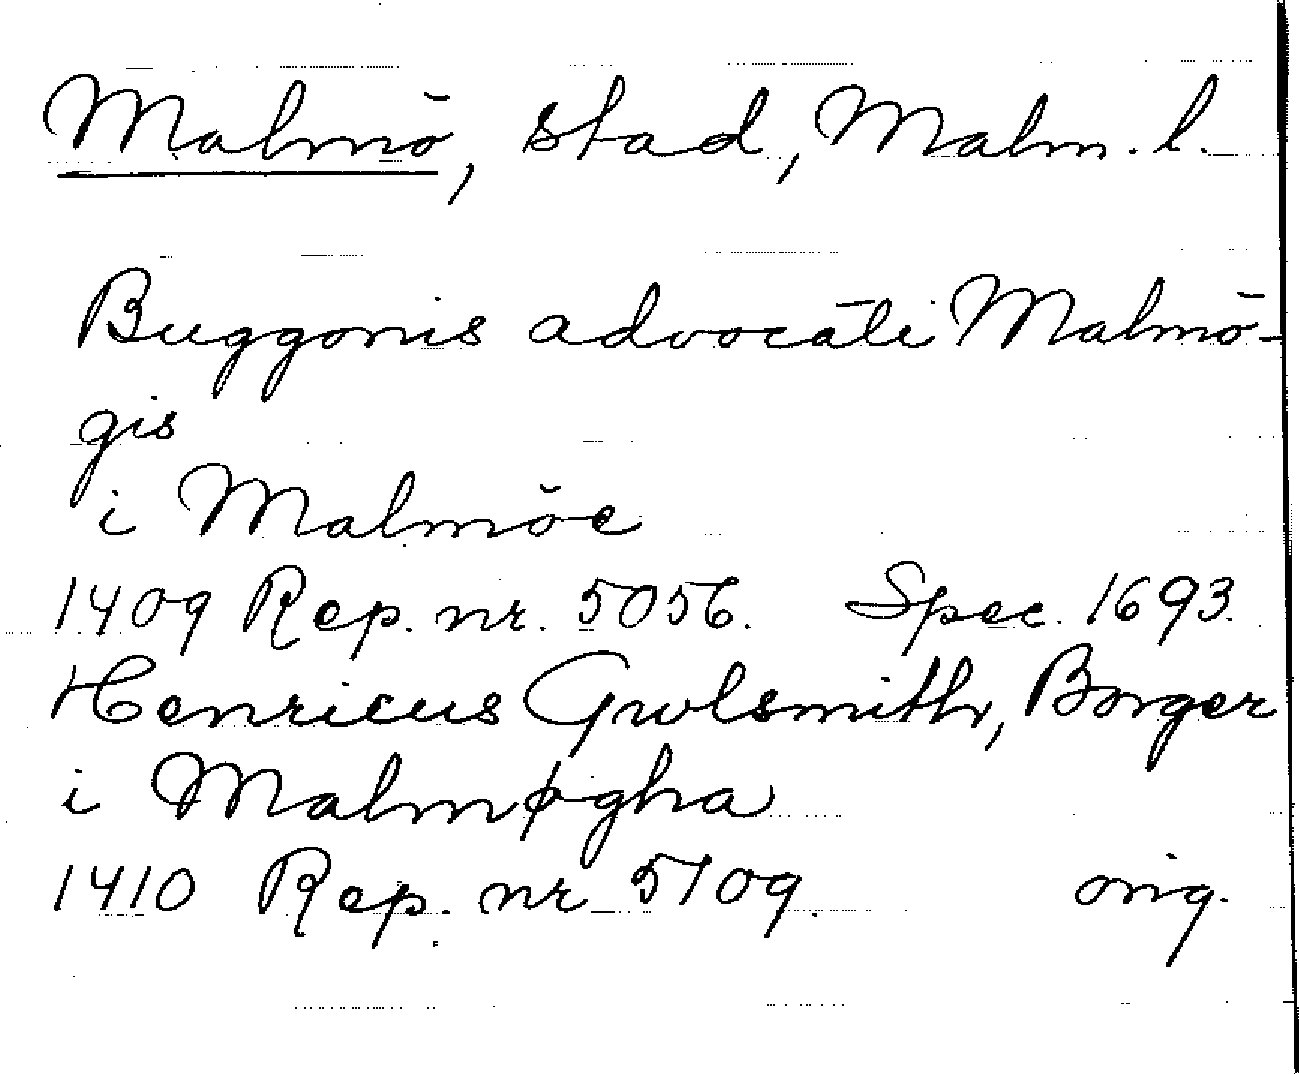 Malmö, stad, Malm. l.
Buggonis advocati Malmö-
gis
i Malmöe
1409 Rep. nr. 5056. Spec. 1693.
Henricus Gwlsmith, Borger
i Malmøgha
1410 Rep. nr 5109. orig.